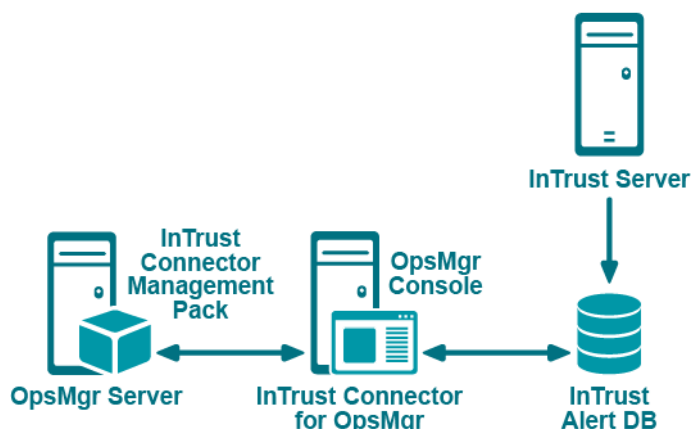 InTrust Server
InTrust
Connector
Management
Pack
OpsMgr
Console
OpsMgr Server
InTrust Connector
for OpsMgr
InTrust
Alert DB